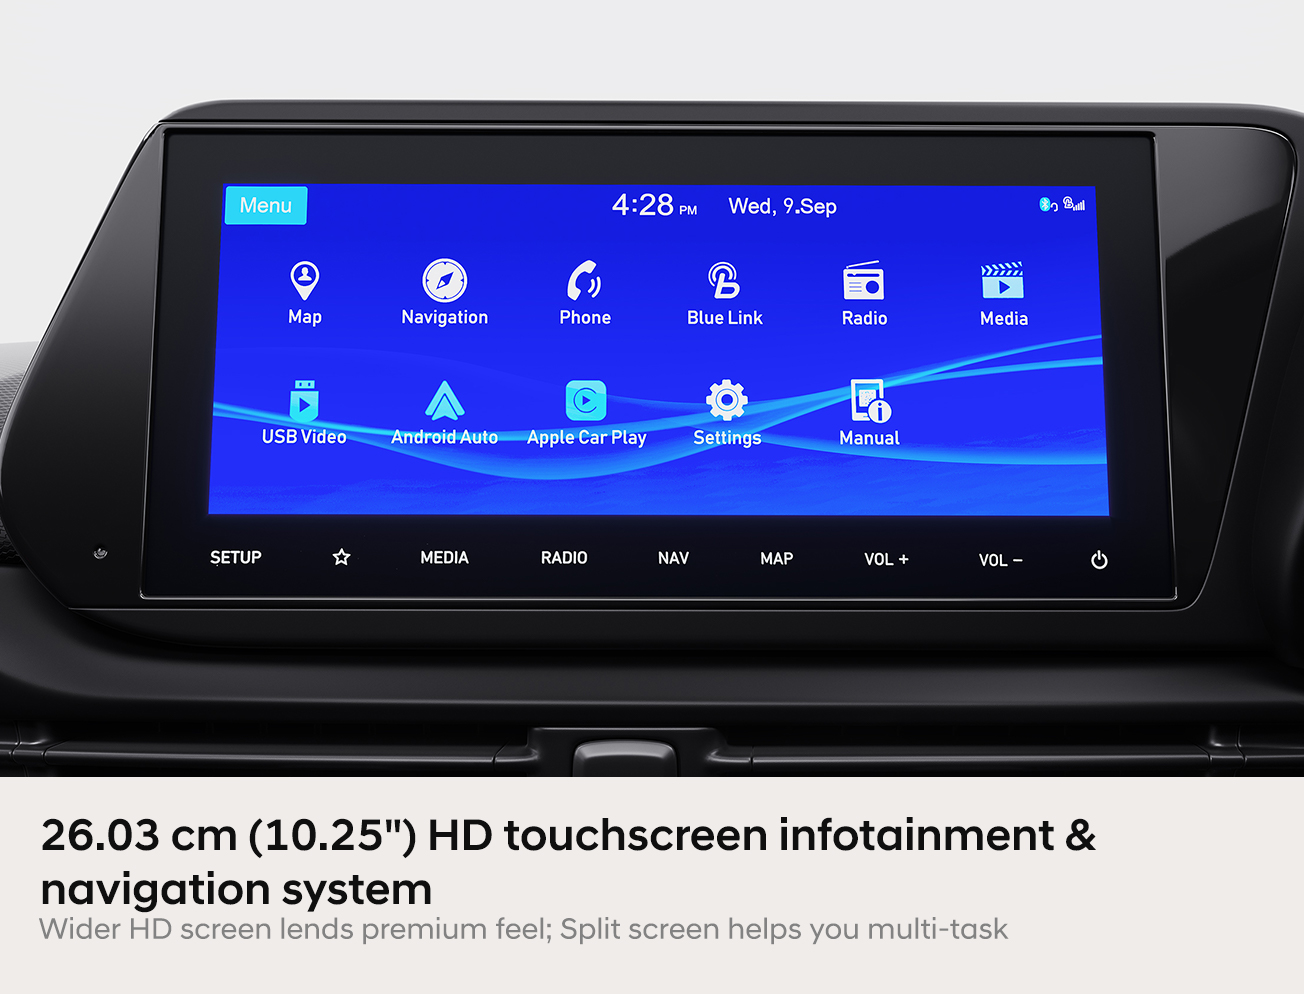 Menu 4:28 PM Wed, 9.Sep
Map Navigation Phone Blue Link Radio Media
USB Video Android Auto Apple Car Play Settings Manual
SETUP MEDIA RADIO NAV MAP VOL + VOL –
26.03 cm (10.25") HD touchscreen infotainment &
navigation system
Wider HD screen lends premium feel; Split screen helps you multi-task